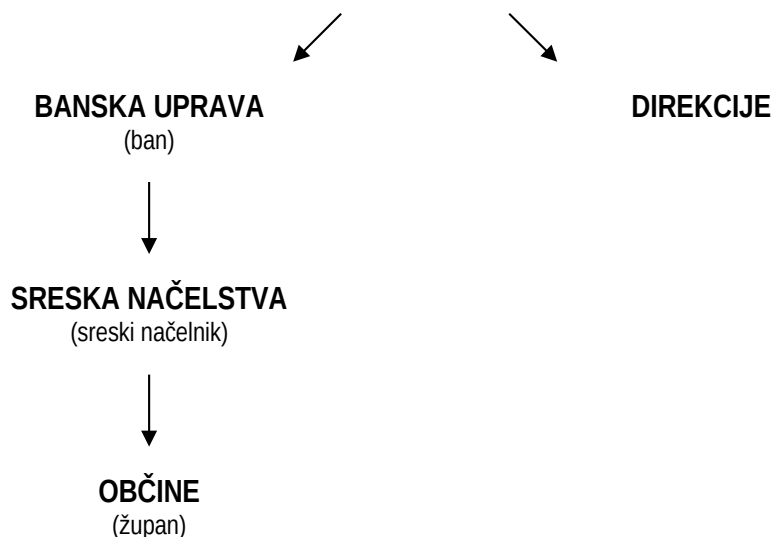 BANSKA UPRAVA
(ban)
DIREKCIJE
SRESKA NAČELSTVA
(sreski načelnik)
OBČINE
(župan)